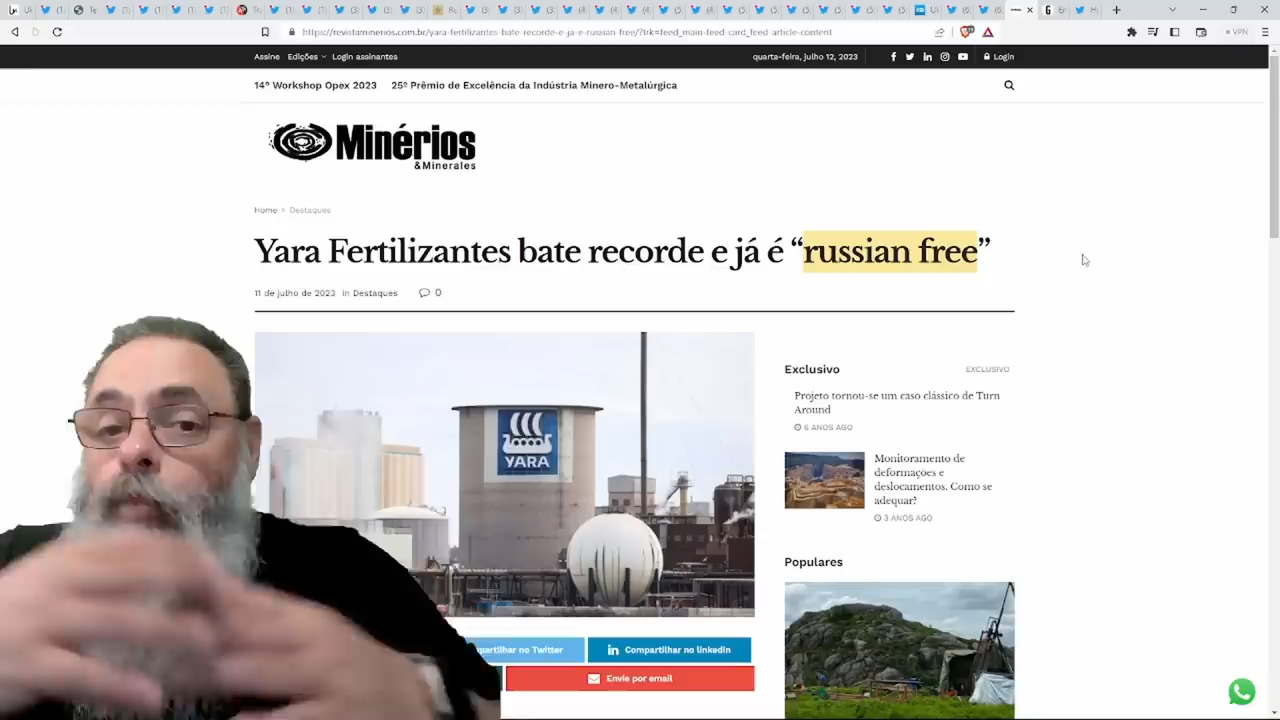 https://revistaminerios.com.br/yara-fertilizantes-bate-recorde-e-ja-e-russian-free/?trk=feed_main-feed-card_feed-article-content
VPN
Assine Edições Login assinantes
quarta-feira, julho 12, 2023
Login
14º Workshop Opex 2023 25º Prêmio de Excelência da Indústria Minero-Metalúrgica
Minérios
& Minerales
Home > Destaques
Yara Fertilizantes bate recorde e já é “russian free”
11 de julho de 2023 in Destaques 0
YARA
Exclusivo
EXCLUSIVO
Projeto tornou-se um caso clássico de Turn
Around
6 ANOS AGO
Monitoramento de
deformações e
deslocamentos. Como se
adequar?
3 ANOS AGO
Populares
partilhar no Twitter
Compartilhar no linkedin
Envie por email